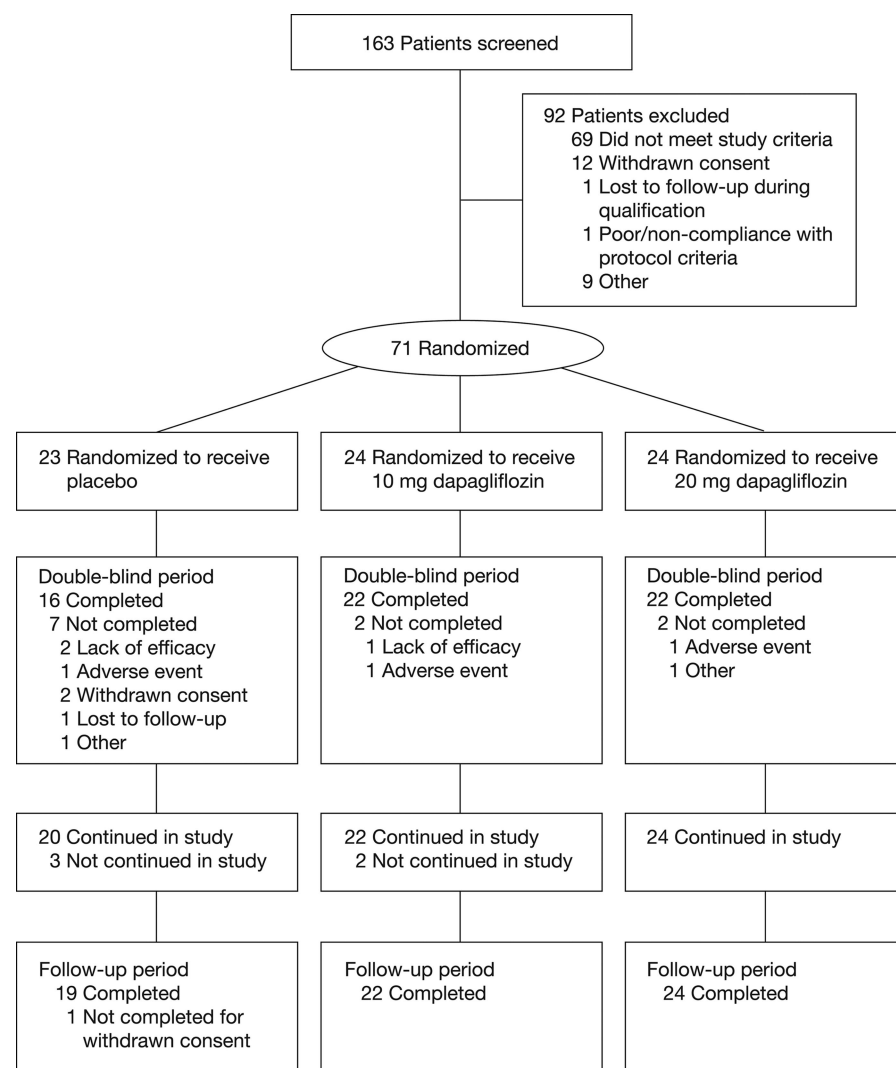 163 Patients screened
92 Patients excluded
69 Did not meet study criteria
12 Withdrawn consent
1 Lost to follow-up during
qualification
1 Poor/non-compliance with
protocol criteria
9 Other
71 Randomized
23 Randomized to receive
placebo
24 Randomized to receive
10 mg dapagliflozin
24 Randomized to receive
20 mg dapagliflozin
Double-blind period
16 Completed
7 Not completed
2 Lack of efficacy
1 Adverse event
2 Withdrawn consent
1 Lost to follow-up
1 Other
Double-blind period
22 Completed
2 Not completed
1 Lack of efficacy
1 Adverse event
Double-blind period
22 Completed
2 Not completed
1 Adverse event
1 Other
20 Continued in study
3 Not continued in study
22 Continued in study
2 Not continued in study
24 Continued in study
Follow-up period
19 Completed
1 Not completed for
withdrawn consent
Follow-up period
22 Completed
Follow-up period
24 Completed